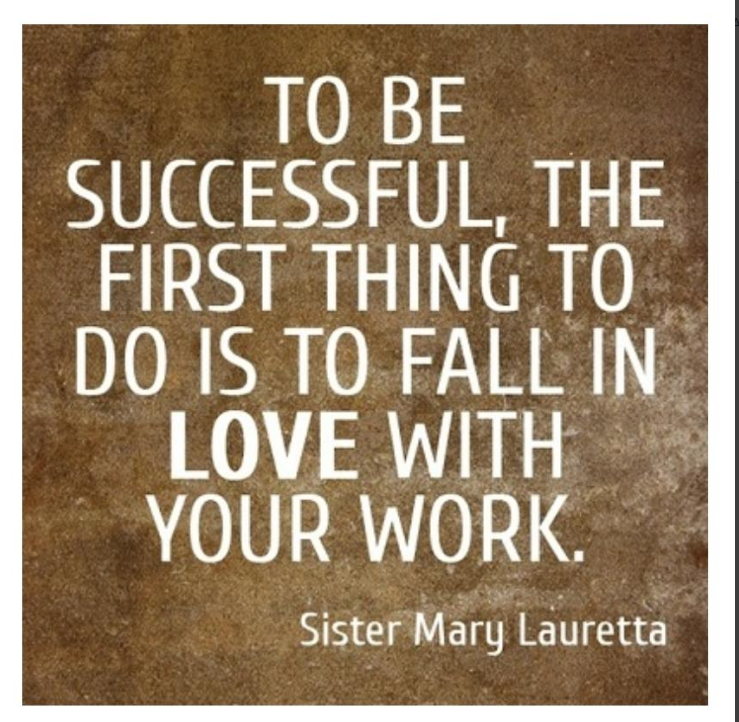 TO BE
SUCCESSFUL, THE
FIRST THING TO
DO IS TO FALL IN
LOVE WITH
YOUR WORK.
Sister Mary Lauretta